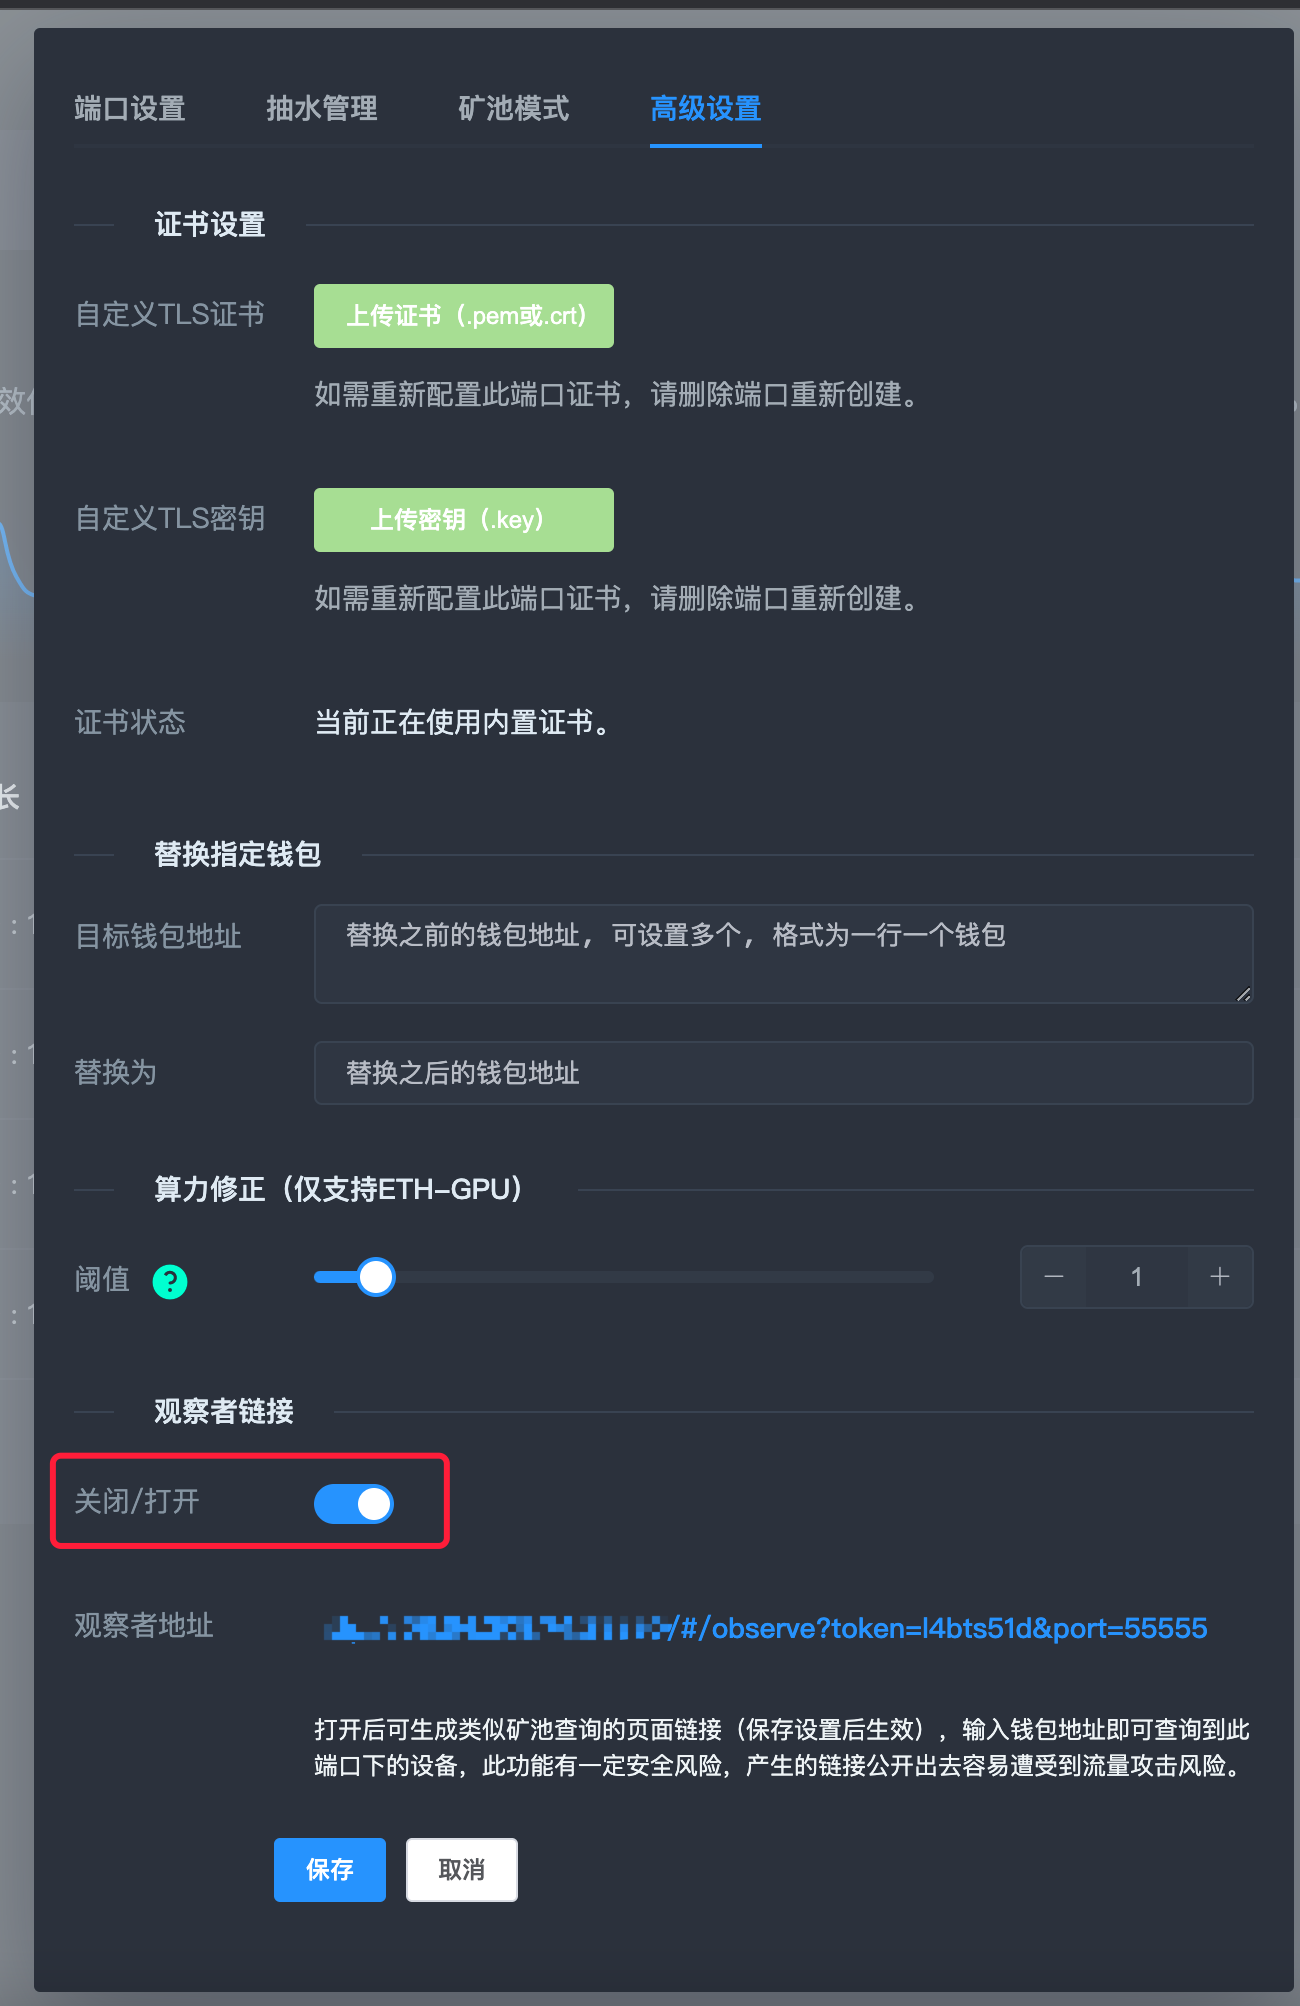 端口设置 抽水管理 矿池模式 高级设置
证书设置
自定义TLS证书 上传证书（.pem或.crt）
如需重新配置此端口证书，请删除端口重新创建。
自定义TLS密钥 上传密钥（.key）
如需重新配置此端口证书，请删除端口重新创建。
证书状态 当前正在使用内置证书。
长
替换指定钱包
目标钱包地址 替换之前的钱包地址，可设置多个，格式为一行一个钱包
替换为 替换之后的钱包地址
算力修正（仅支持ETH-GPU）
阈值 ? 1
观察者链接
关闭/打开
观察者地址 /#/observe?token=l4bts51d&port=55555
打开后可生成类似矿池查询的页面链接（保存设置后生效），输入钱包地址即可查询到此
端口下的设备，此功能有一定安全风险，产生的链接公开出去容易遭受到流量攻击风险。
保存 取消